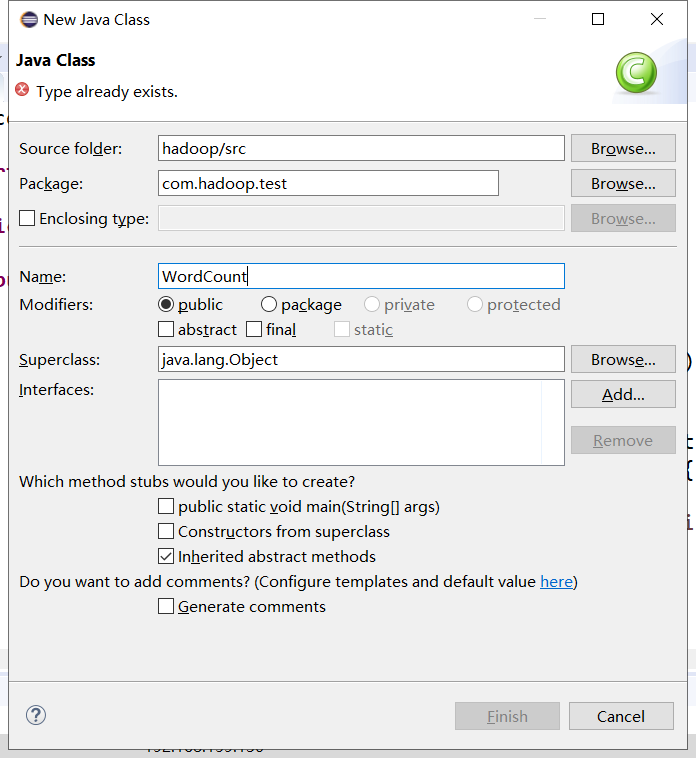 New Java Class
Java Class
Type already exists.
Source folder: hadoop/src Browse...
Package: com.hadoop.test Browse...
Enclosing type: Browse...
Name: WordCount
Modifiers: public package private protected
abstract final static
Superclass: java.lang.Object Browse...
Interfaces: Add...
Remove
Which method stubs would you like to create?
public static void main(String[] args)
Constructors from superclass
Inherited abstract methods
Do you want to add comments? (Configure templates and default value here)
Generate comments
? Finish Cancel